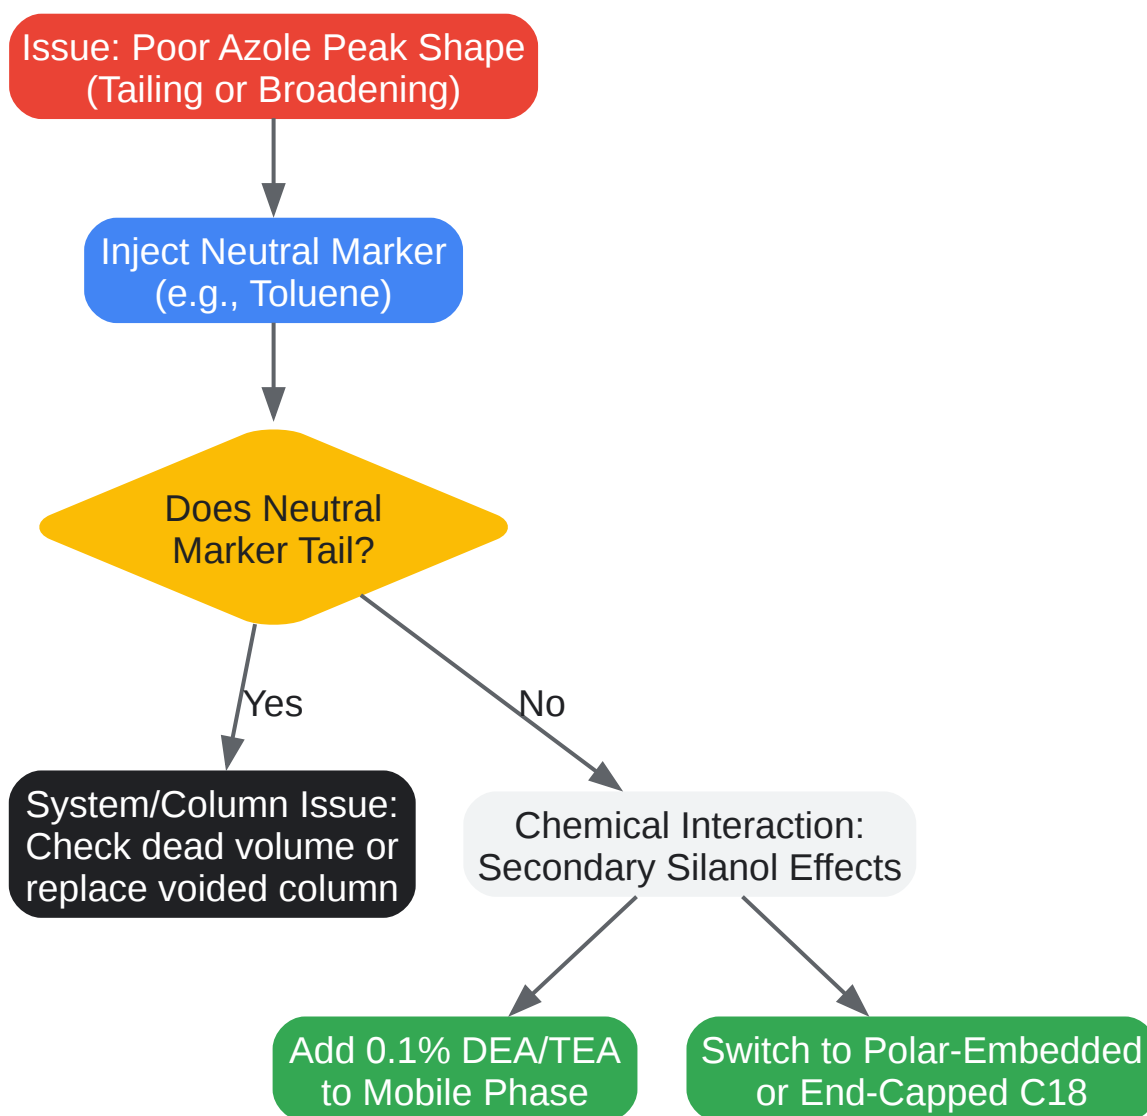 Issue: Poor Azole Peak Shape
(Tailing or Broadening)
Inject Neutral Marker
(e.g., Toluene)
Does Neutral
Marker Tail?
Yes
No
System/Column Issue:
Check dead volume or
replace voided column
Chemical Interaction:
Secondary Silanol Effects
Add 0.1% DEA/TEA
to Mobile Phase
Switch to Polar-Embedded
or End-Capped C18